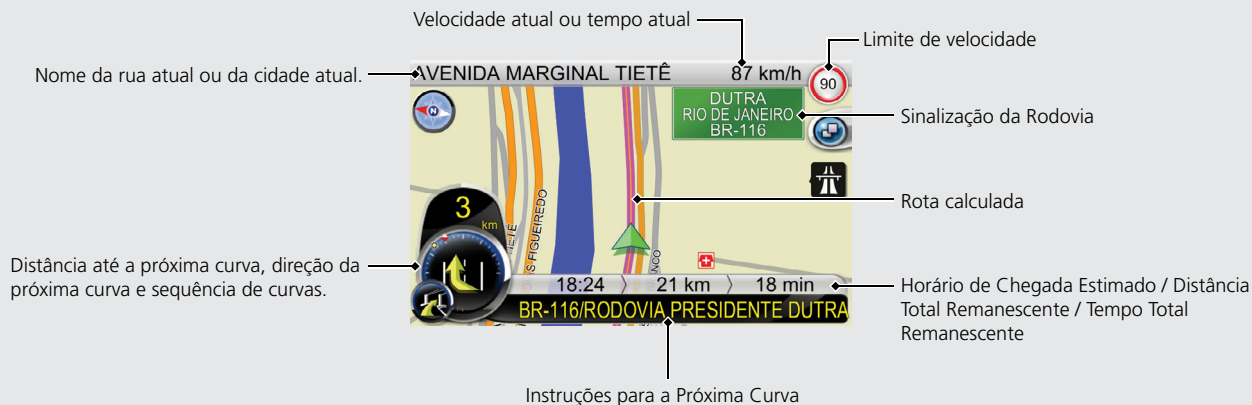 Velocidade atual ou tempo atual
Limite de velocidade
Nome da rua atual ou da cidade atual.
AVENIDA MARGINAL TIETÊ 87 km/h
90
DUTRA
RIO DE JANEIRO
BR-116
Sinalização da Rodovia
Rota calculada
3
km
S FIGUEIREDO
Distância até a próxima curva, direção da
próxima curva e sequência de curvas.
18:24 〉 21 km 〉 18 min
BR-116/RODOVIA PRESIDENTE DUTRA
Horário de Chegada Estimado / Distância
Total Remanescente / Tempo Total
Remanescente
Instruções para a Próxima Curva